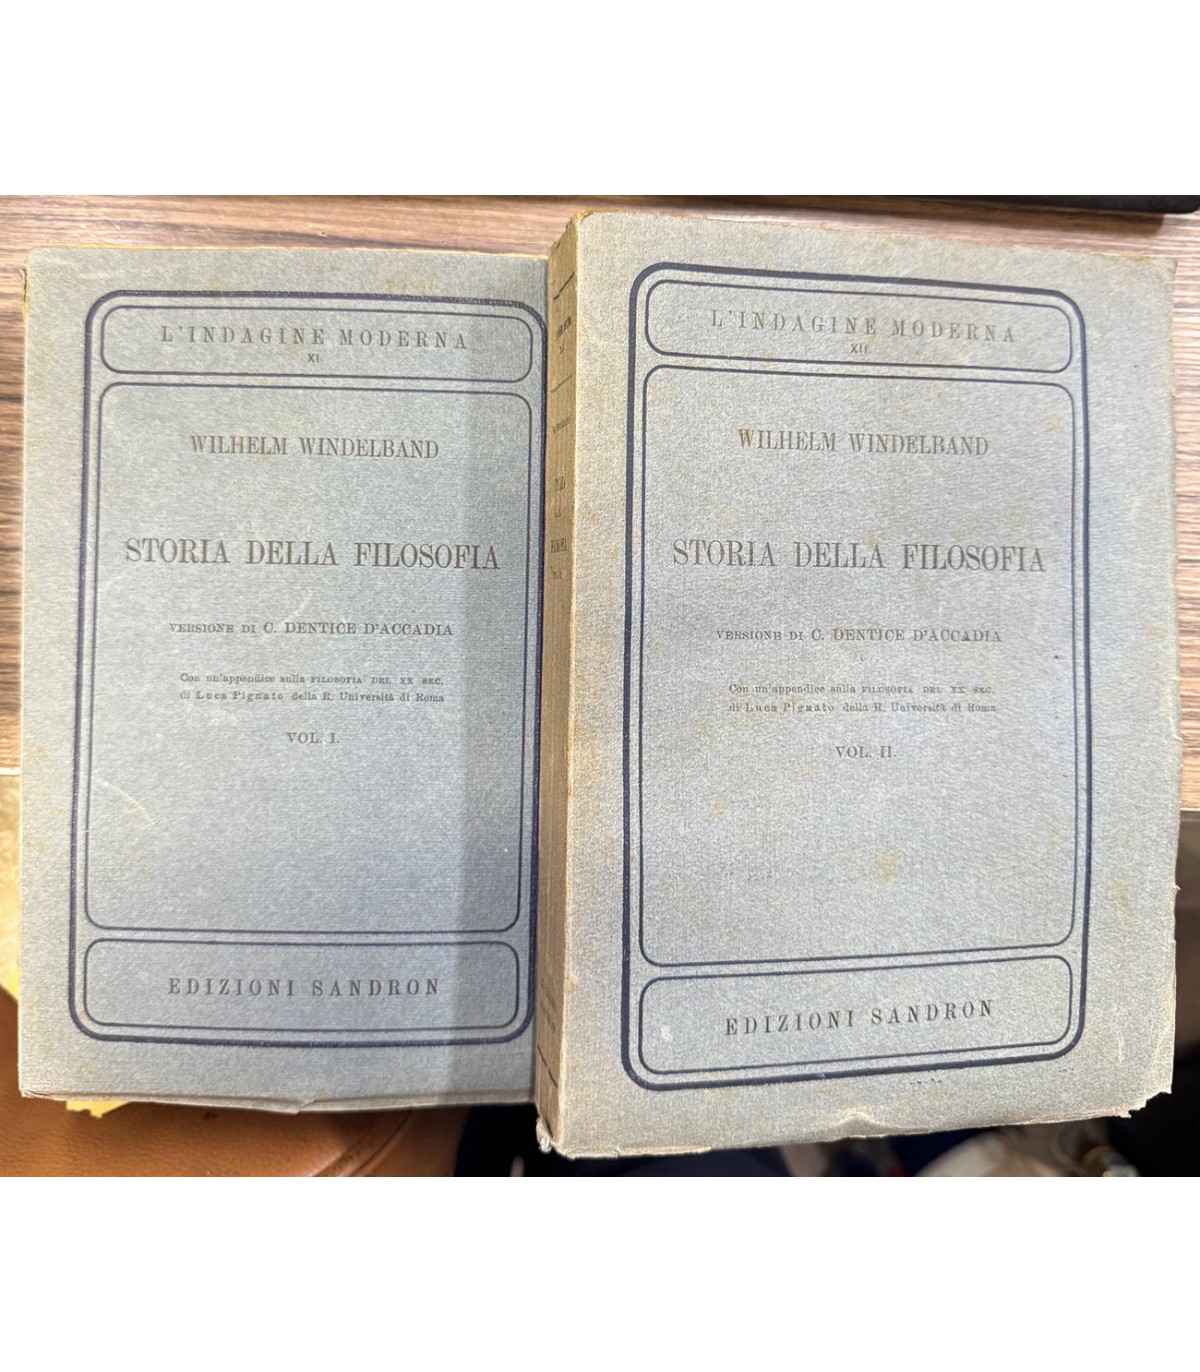 L'INDAGINE MODERNA
XI.
WILHELM WINDELBAND
STORIA DELLA FILOSOFIA
VERSIONE DI C. DENTICE D'ACCADIA
Con un'appendice sulla FILOSOFIA DEL XX SEC.
di Luca Pignato della R. Università di Roma
VOL. I.
EDIZIONI SANDRON
L'INDAGINE MODERNA
XII.
WILHELM WINDELBAND
STORIA DELLA FILOSOFIA
VERSIONE DI C. DENTICE D'ACCADIA
Con un'appendice sulla FILOSOFIA DEL XX SEC.
di Luca Pignato della R. Università di Roma
VOL. II.
EDIZIONI SANDRON